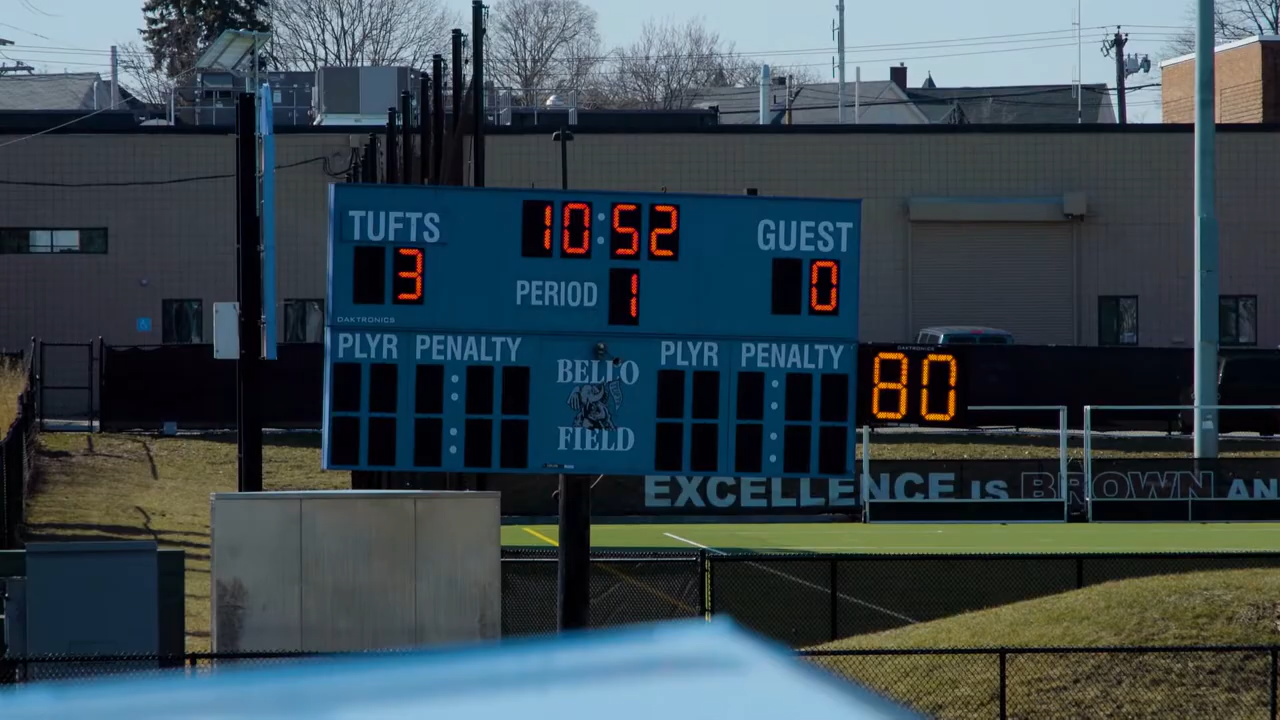 TUFTS 10:52 GUEST
3 PERIOD 1 0
DAKTRONICS
PLYR PENALTY BELLO FIELD PLYR PENALTY
DAKTRONICS
80
EXCELLENCE IS BROWN AN